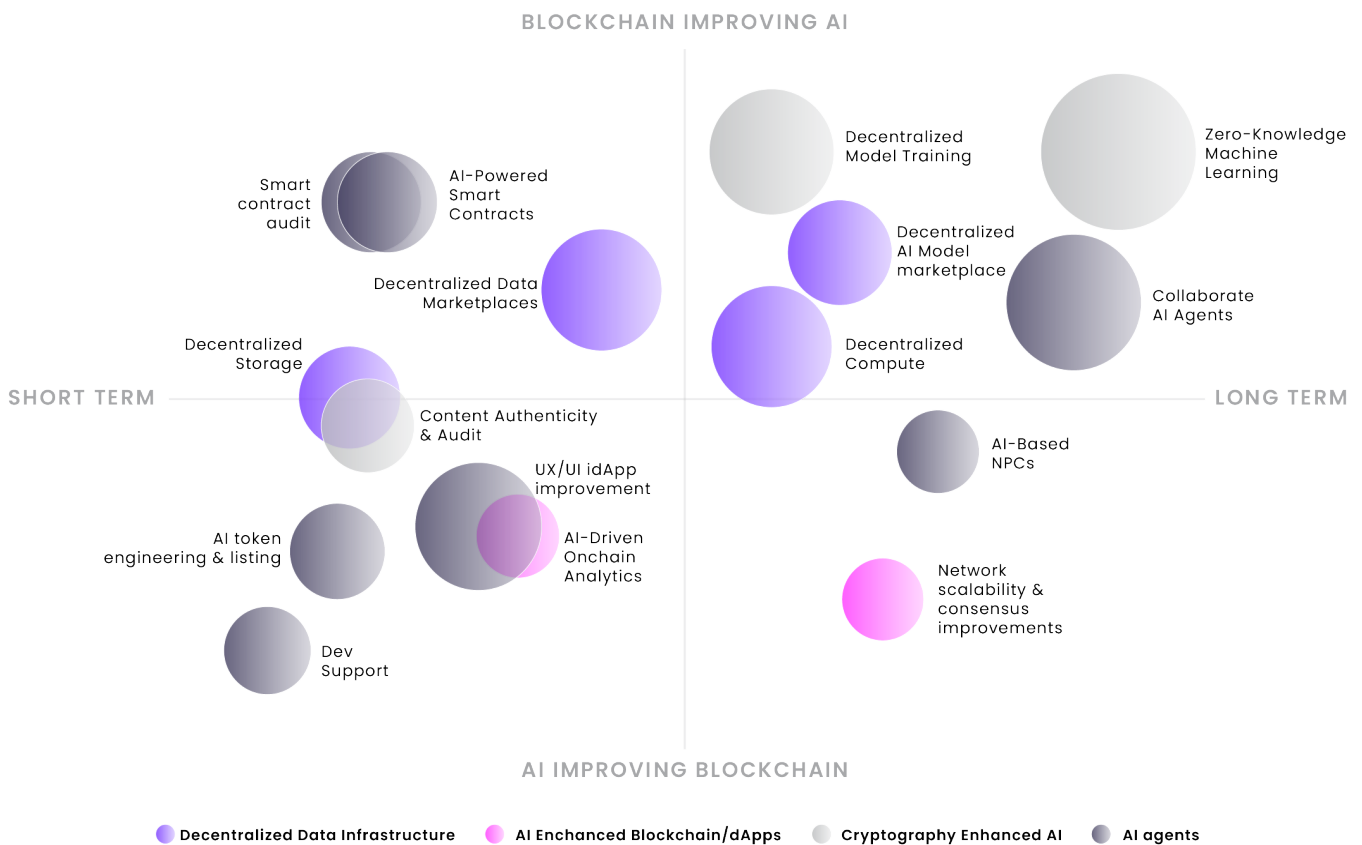 BLOCKCHAIN IMPROVING AI
Decentralized
Model Training
Zero-Knowledge
Machine
Learning
Smart
contract
audit
AI-Powered
Smart
Contracts
Decentralized
AI Model
marketplace
Decentralized Data
Marketplaces
Collaborate
AI Agents
Decentralized
Storage
Decentralized
Compute
SHORT TERM
LONG TERM
Content Authenticity
& Audit
AI-Based
NPCs
UX/UI idApp
improvement
AI token
engineering & listing
AI-Driven
Onchain
Analytics
Network
scalability &
consensus
improvements
Dev
Support
AI IMPROVING BLOCKCHAIN
Decentralized Data Infrastructure
AI Enchanced Blockchain/dApps
Cryptography Enhanced AI
AI agents